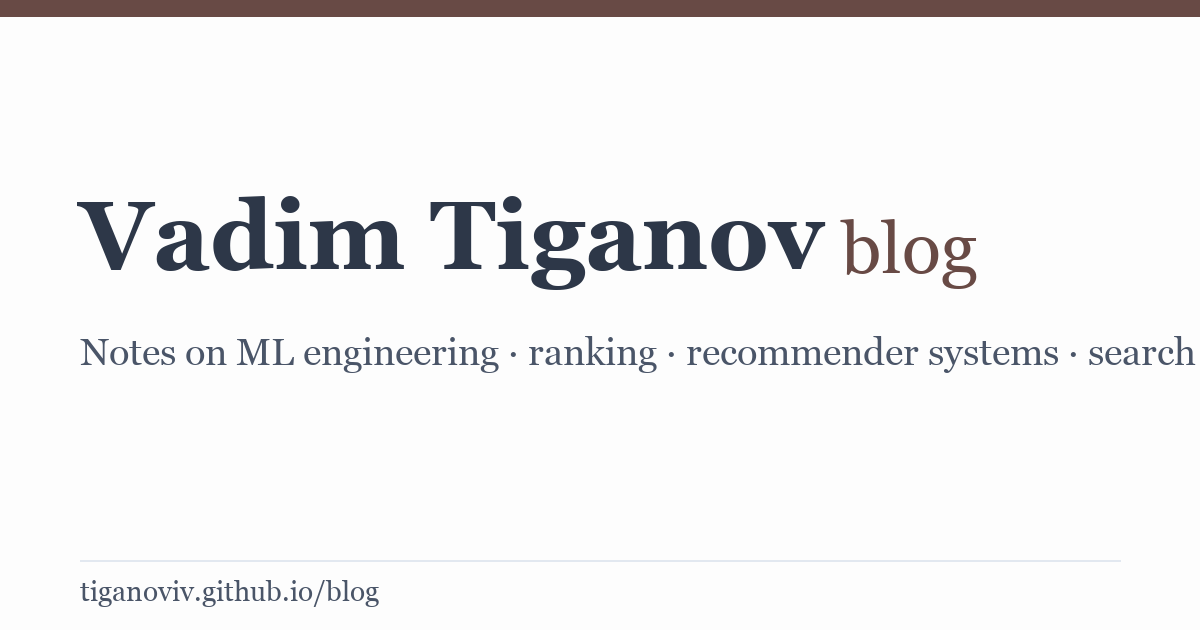 Vadim Tiganov blog
Notes on ML engineering · ranking · recommender systems · search
tiganoviv.github.io/blog